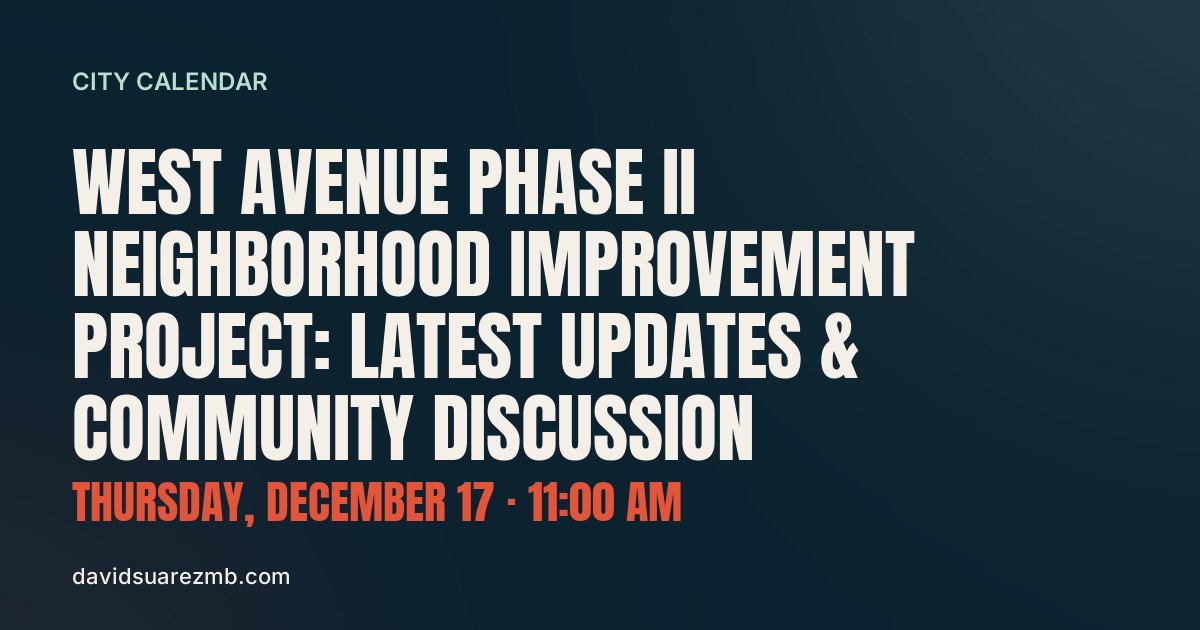 CITY CALENDAR
WEST AVENUE PHASE II
NEIGHBORHOOD IMPROVEMENT
PROJECT: LATEST UPDATES &
COMMUNITY DISCUSSION
THURSDAY, DECEMBER 17 · 11:00 AM
davidsuarezmb.com